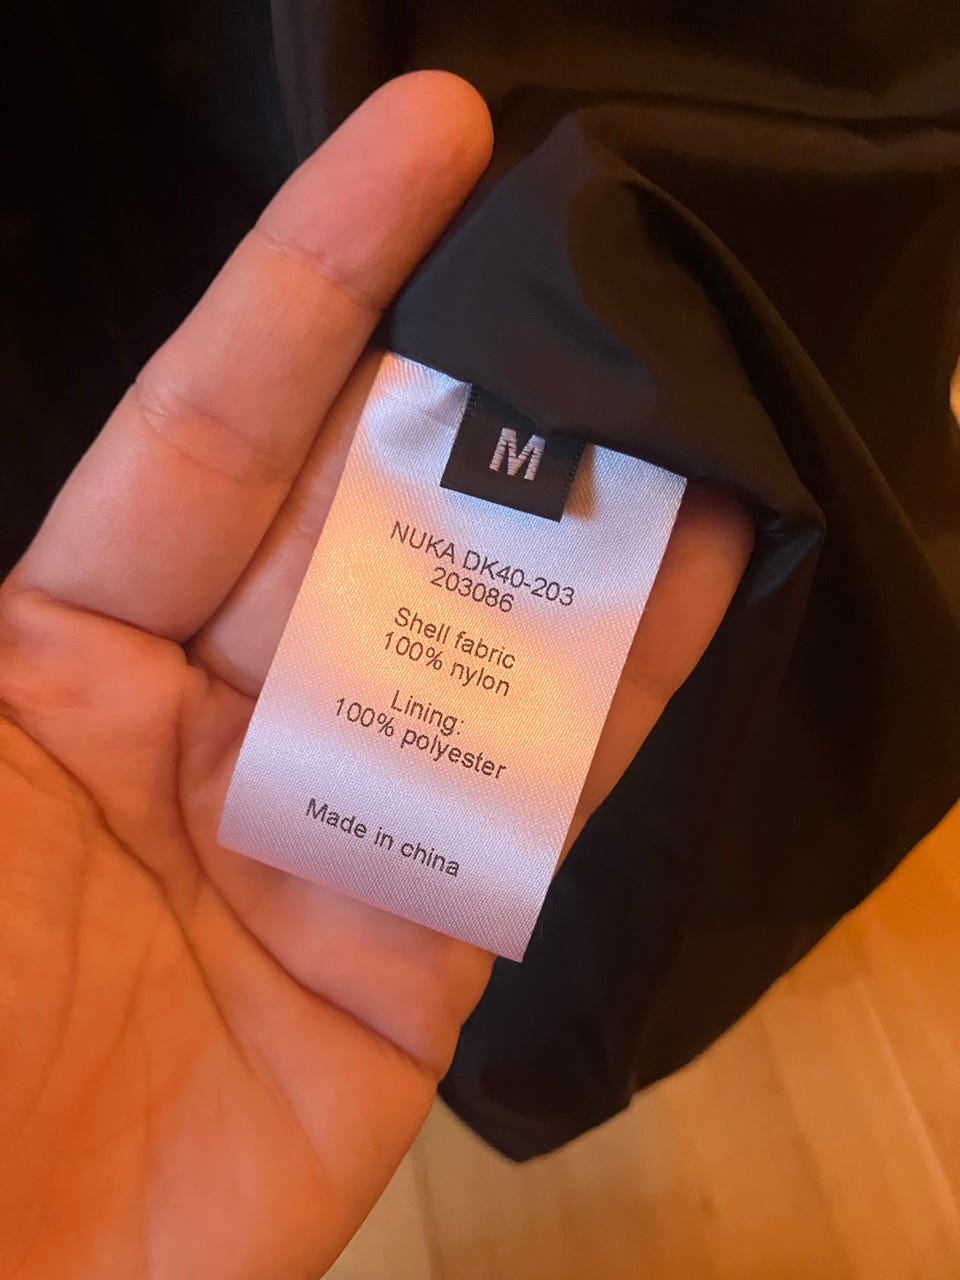 M
NUKA DK40-203
203086
Shell fabric
100% nylon
Lining:
100% polyester
Made in china